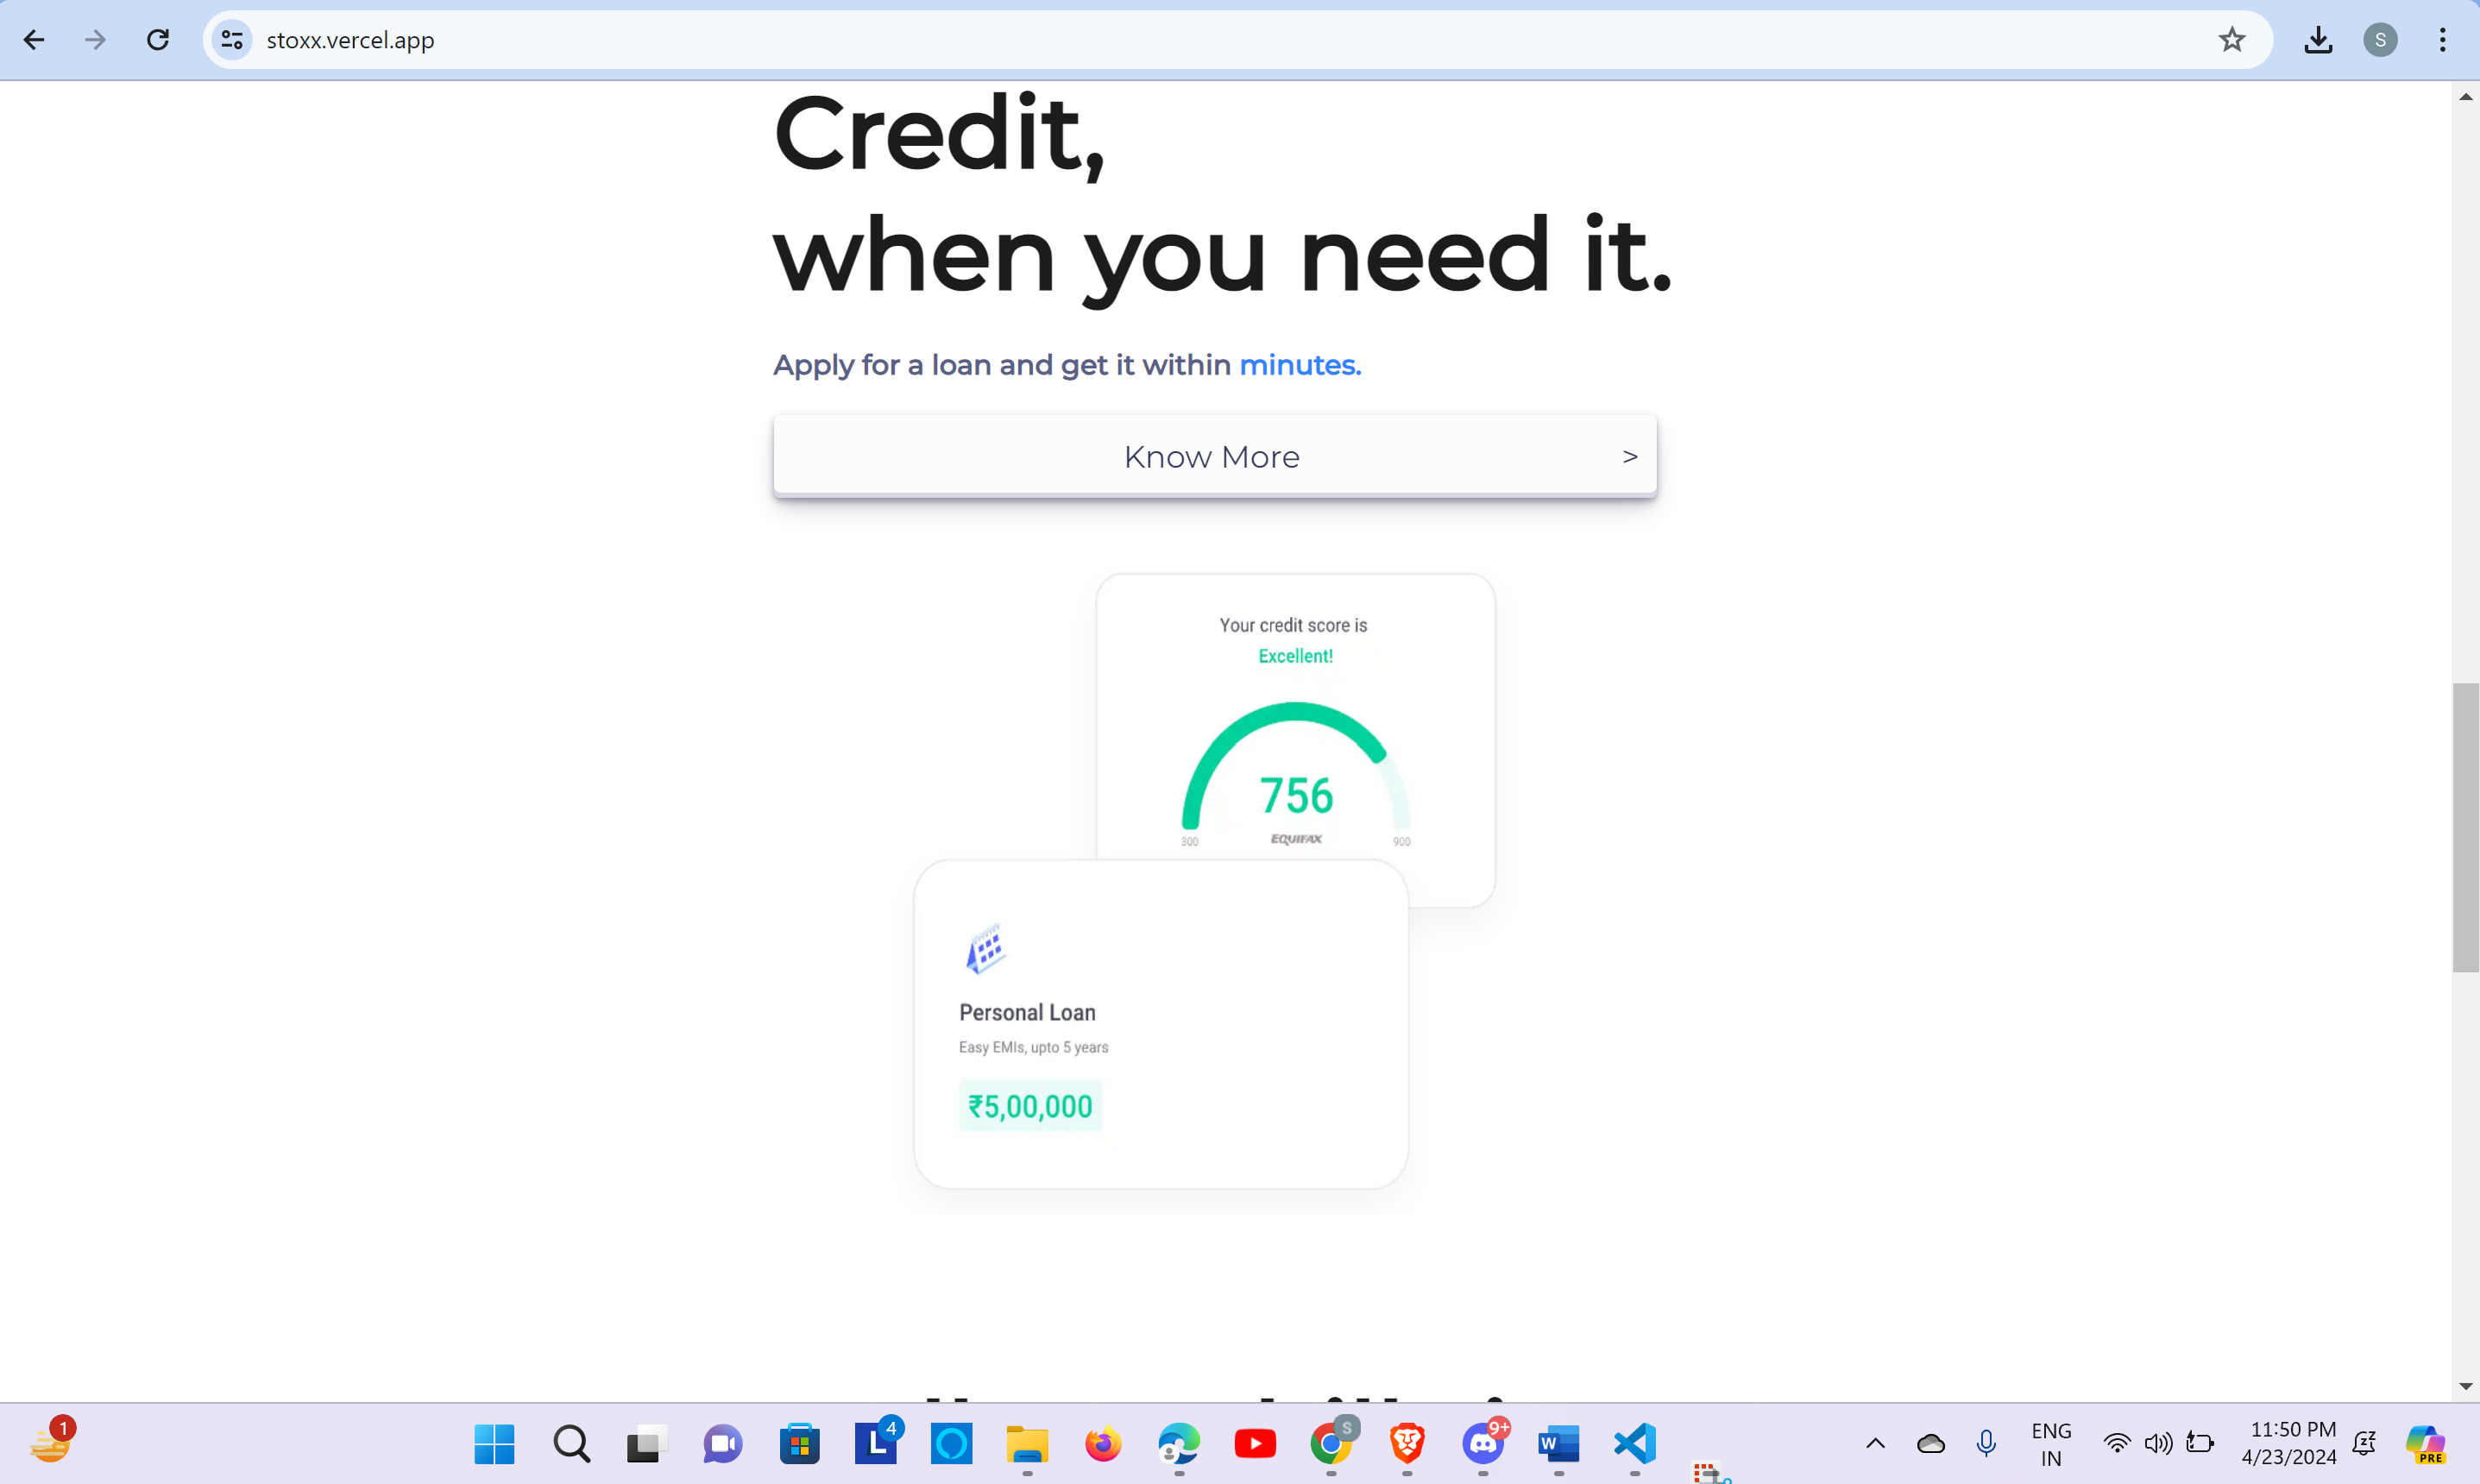 stoxx.vercel.app
S
Credit,
when you need it.
Apply for a loan and get it within minutes.
Know More >
Your credit score is
Excellent!
756
300 EQUIFAX 900
Personal Loan
Easy EMIs, upto 5 years
₹5,00,000
1
L 4
S
9+
W
ENG
IN
11:50 PM
4/23/2024
PRE